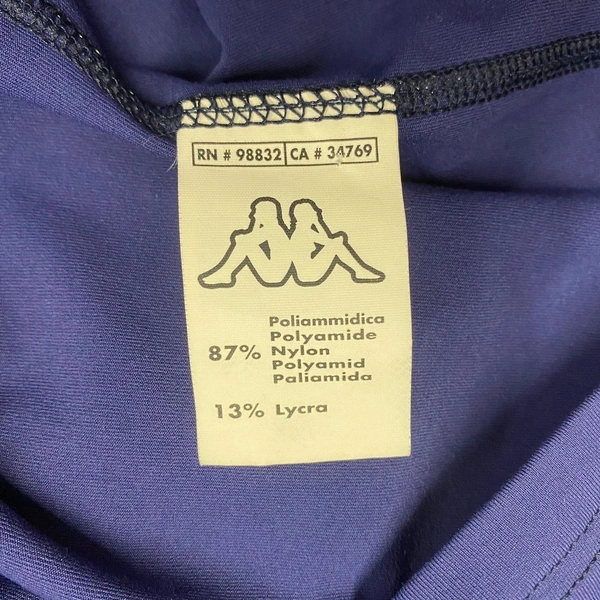 RN # 98832 CA # 34769
Poliammidica
Polyamide
87% Nylon
Polyamid
Paliamida
13% Lycra